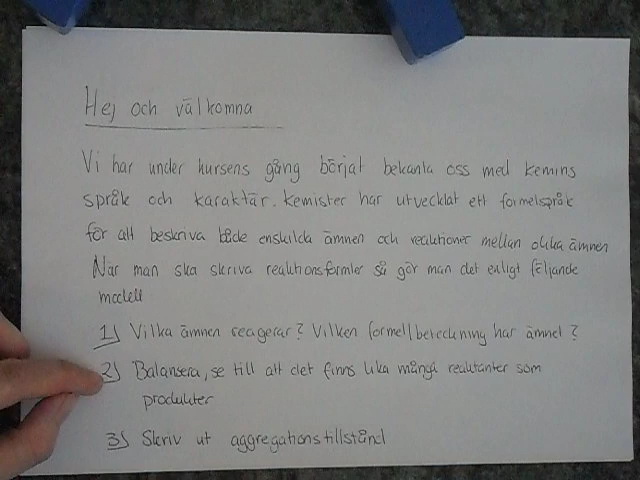 Hej och välkomna
Vi har under kursens gång börjat bekanta oss med kemins
språk och karaktär. Kemister har utvecklat ett formelspråk
för att beskriva både enskilda ämnen och reaktioner mellan olika ämnen
När man ska skriva reaktionsformler så gör man det enligt följande
modell
1) Vilka ämnen reagerar? Vilken formelbeteckning har ämnet?
2) Balansera, se till att det finns lika många reaktanter som
produkter
3) Skriv ut aggregationstillstånd